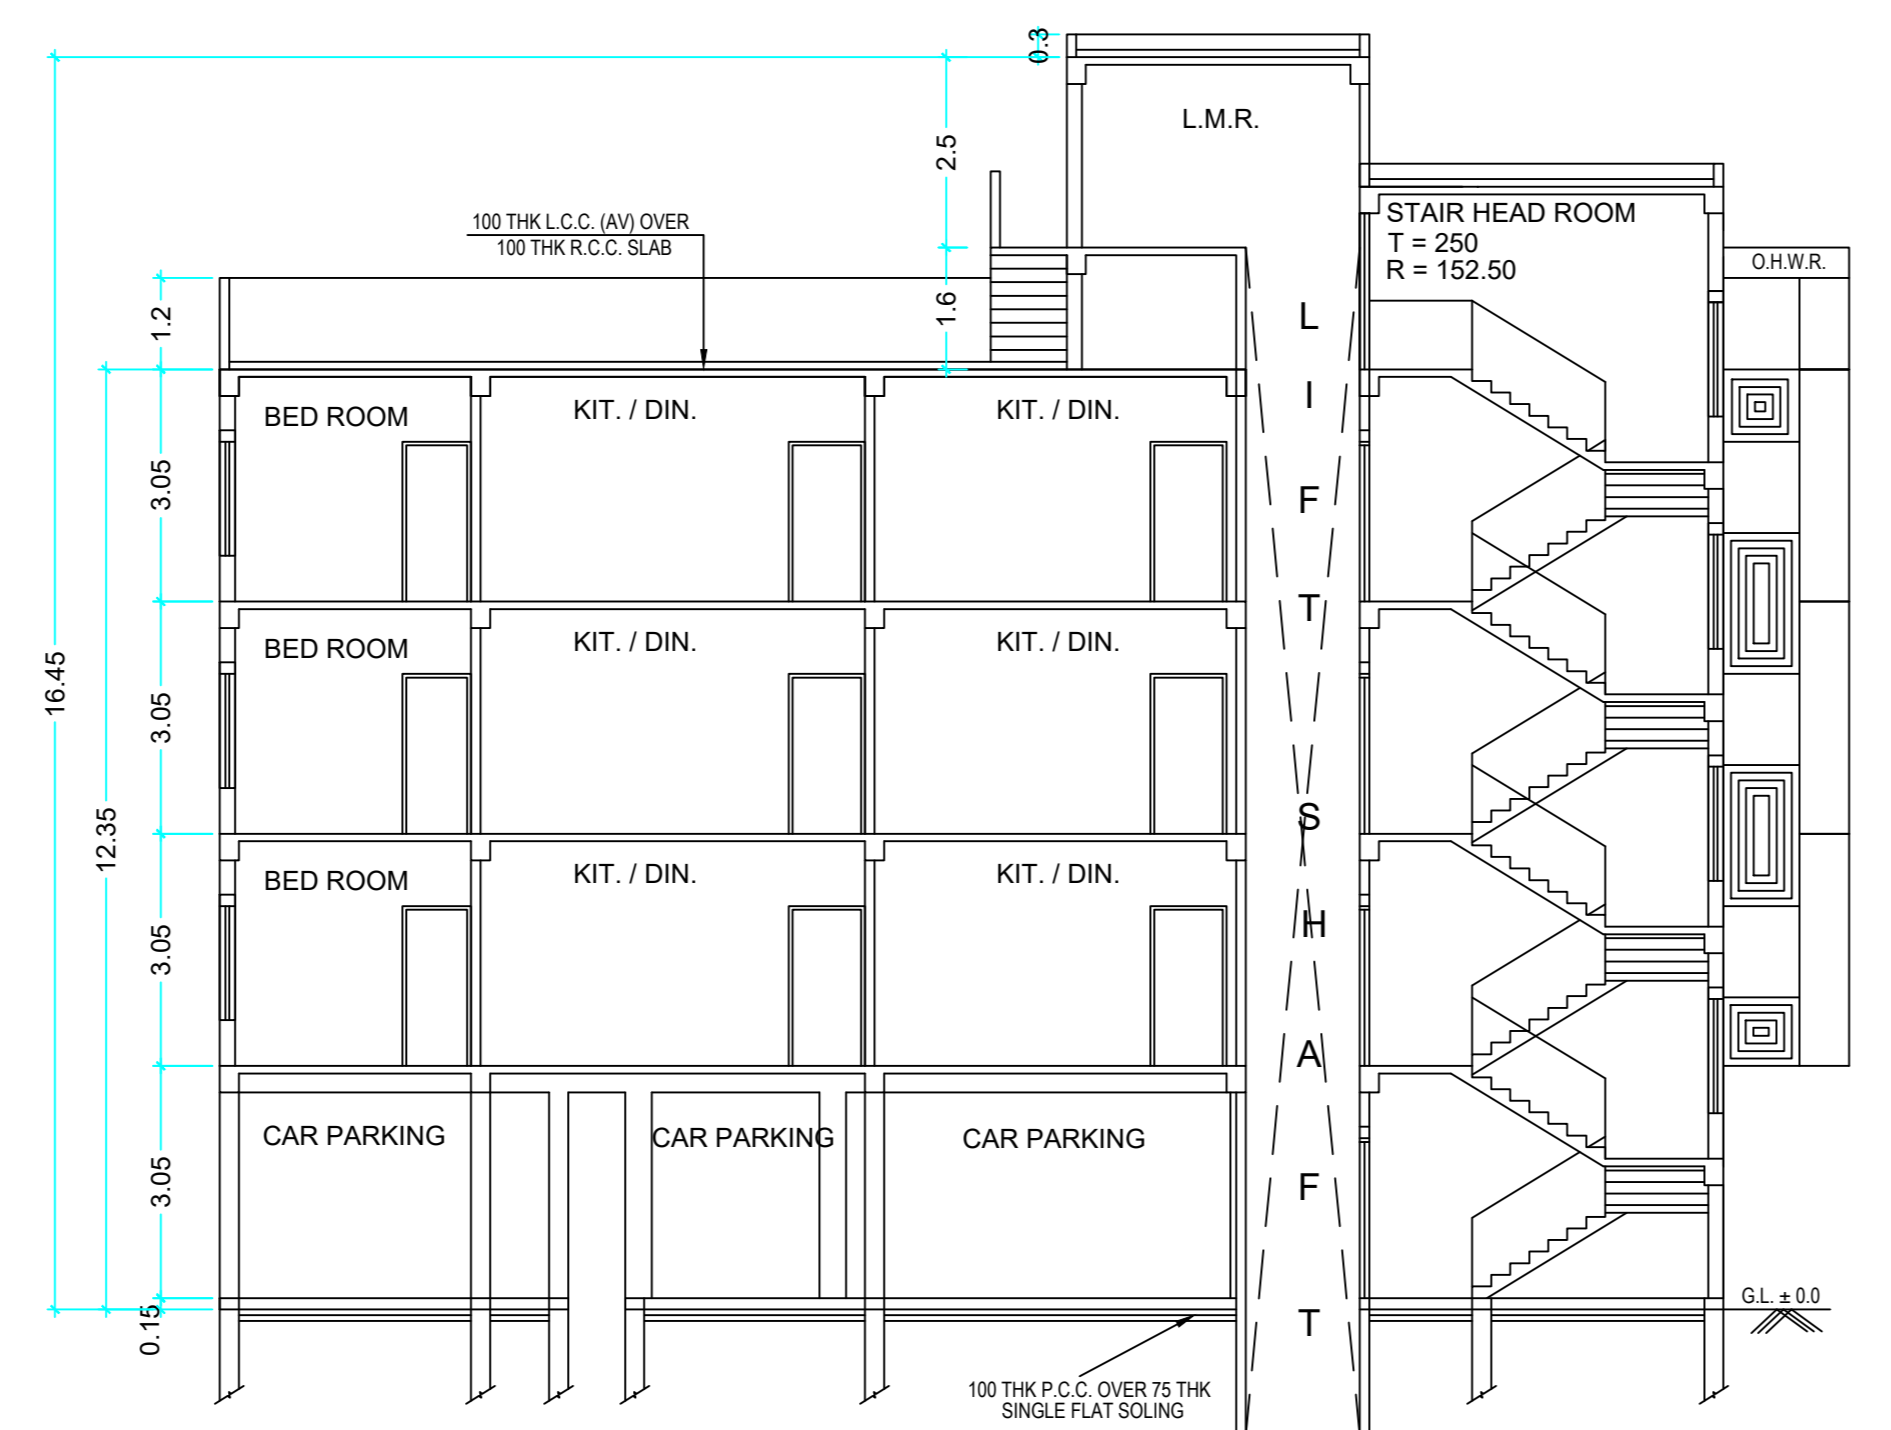 0.3
L.M.R.
2.5
100 THK L.C.C. (AV) OVER
100 THK R.C.C. SLAB
STAIR HEAD ROOM
T = 250
R = 152.50
O.H.W.R.
1.2
1.6
BED ROOM
KIT. / DIN.
KIT. / DIN.
3.05
BED ROOM
KIT. / DIN.
KIT. / DIN.
3.05
16.45
12.35
BED ROOM
KIT. / DIN.
KIT. / DIN.
3.05
L
I
F
T
S
H
A
F
T
CAR PARKING
CAR PARKING
CAR PARKING
3.05
0.15
G.L. ± 0.0
100 THK P.C.C. OVER 75 THK
SINGLE FLAT SOLING